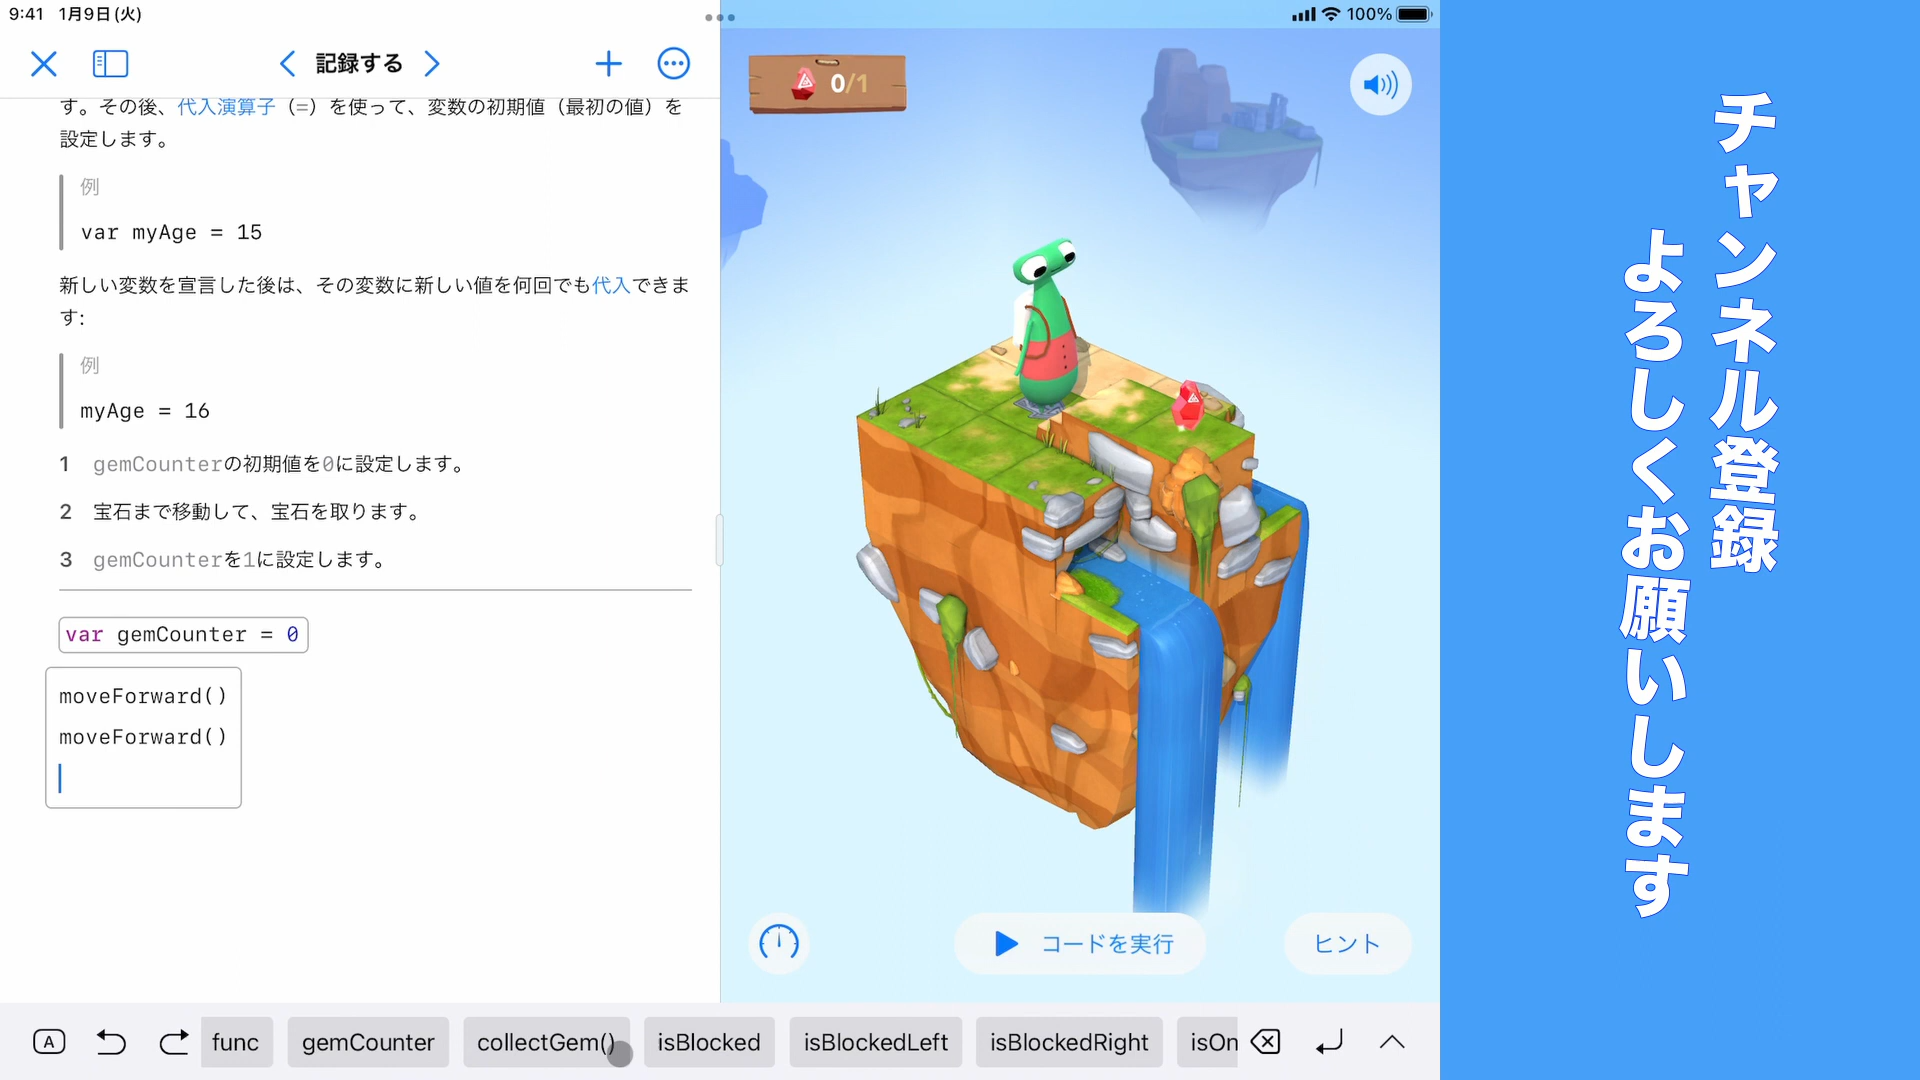 9:41 1月9日(火)
100%
記録する
す。その後、代入演算子（=）を使って、変数の初期値（最初の値）を
設定します。
例
var myAge = 15
新しい変数を宣言した後は、その変数に新しい値を何回でも代入できま
す:
例
myAge = 16
1 gemCounterの初期値を0に設定します。
2 宝石まで移動して、宝石を取ります。
3 gemCounterを1に設定します。
var gemCounter = 0
moveForward()
moveForward()
0/1
コードを実行
ヒント
A
func
gemCounter
collectGem()
isBlocked
isBlockedLeft
isBlockedRight
isOn
チャンネル登録
よろしくお願いします